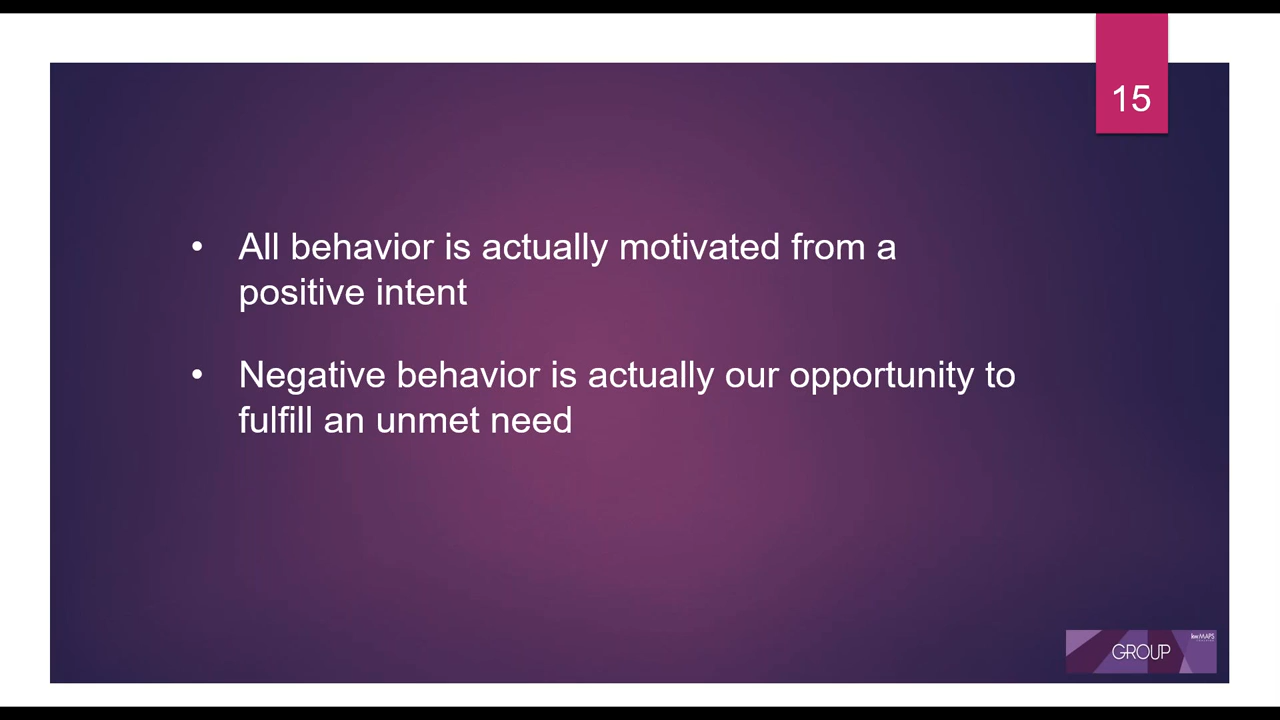 15
• All behavior is actually motivated from a
positive intent
• Negative behavior is actually our opportunity to
fulfill an unmet need
GROUP